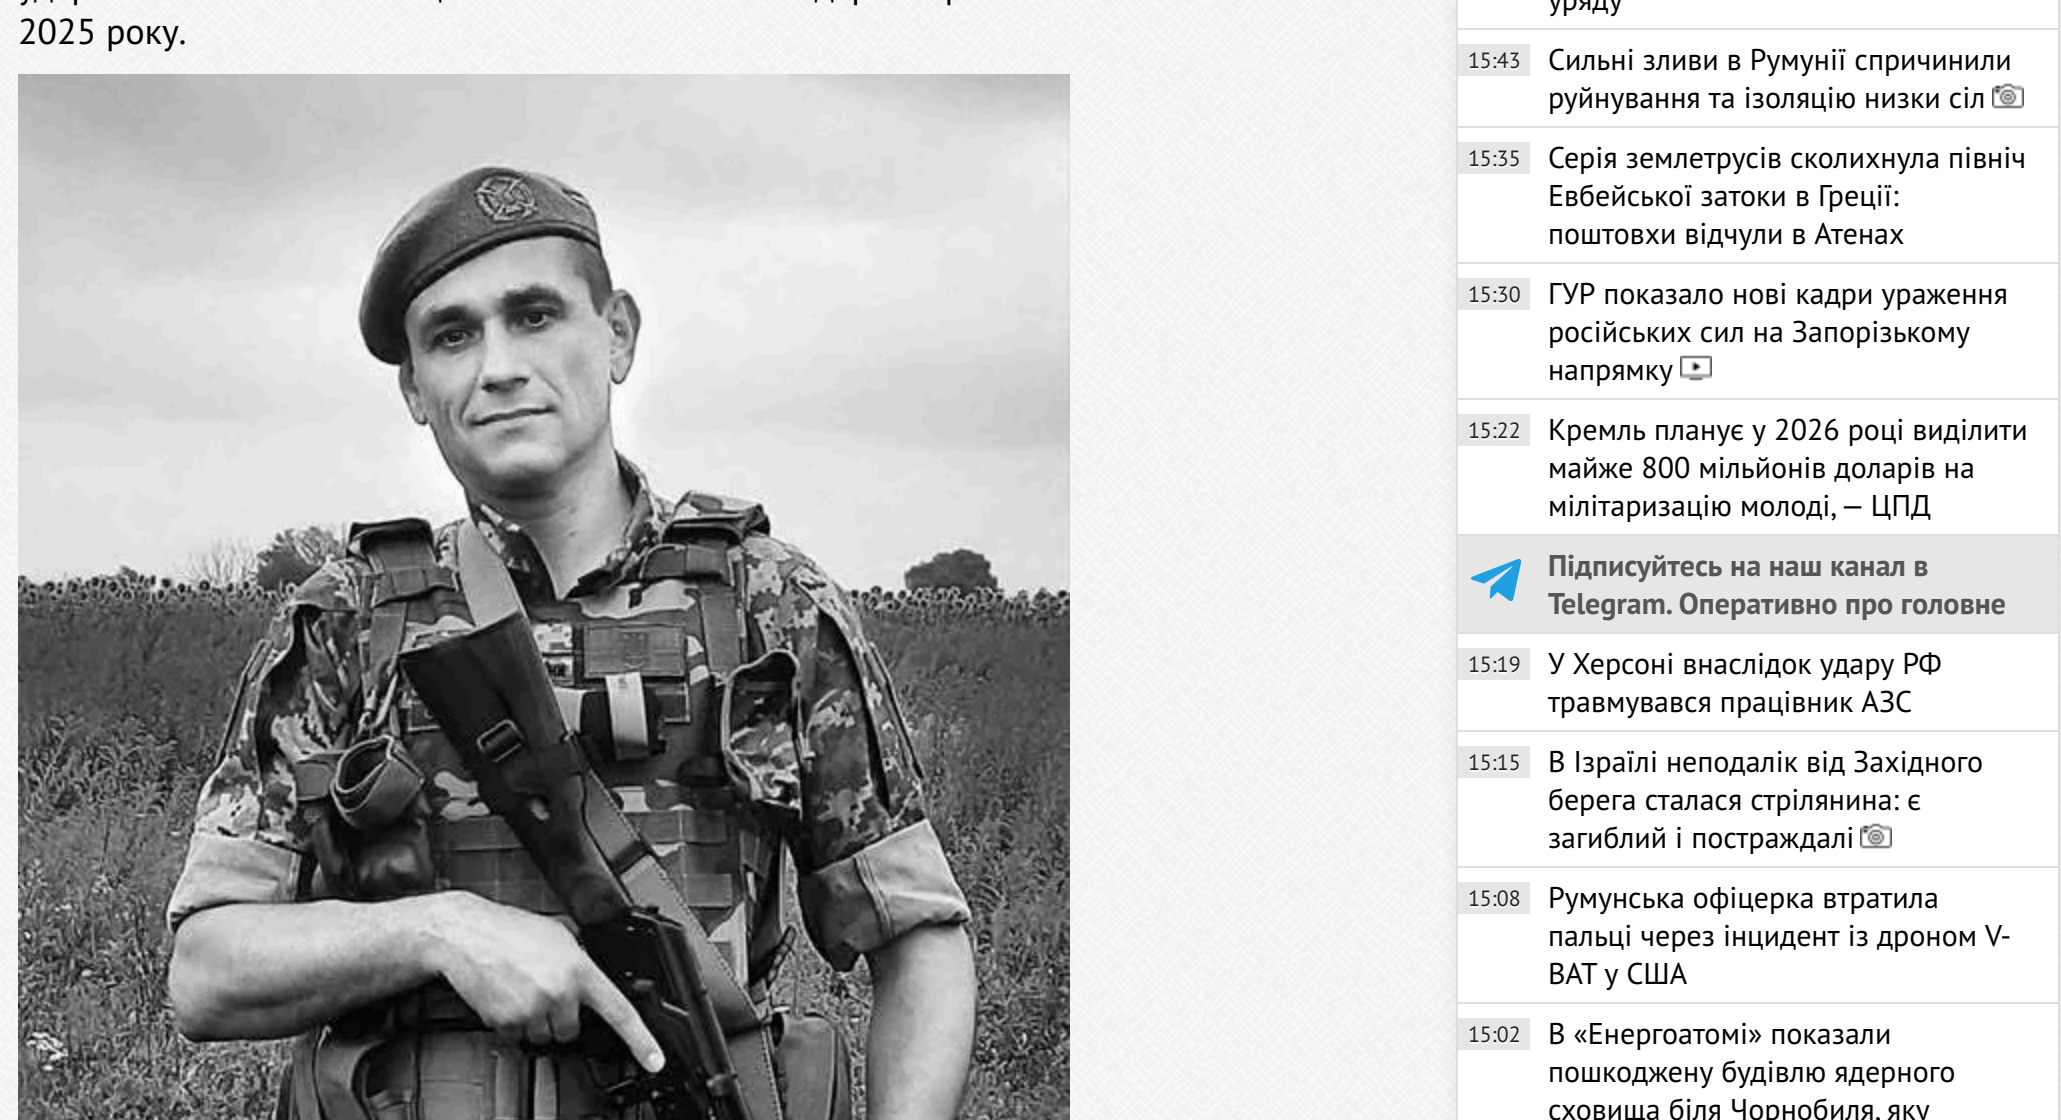 2025 року.
уряду
15:43
Сильні зливи в Румунії спричинили
руйнування та ізоляцію низки сіл
15:35
Серія землетрусів сколихнула північ
Евбейської затоки в Греції:
поштовхи відчули в Атенах
15:30
ГУР показало нові кадри ураження
російських сил на Запорізькому
напрямку
15:22
Кремль планує у 2026 році виділити
майже 800 мільйонів доларів на
мілітаризацію молоді, — ЦПД
Підписуйтесь на наш канал в
Telegram. Оперативно про головне
15:19
У Херсоні внаслідок удару РФ
травмувався працівник АЗС
15:15
В Ізраїлі неподалік від Західного
берега сталася стрілянина: є
загиблий і постраждалі
15:08
Румунська офіцерка втратила
пальці через інцидент із дроном V-
BAT у США
15:02
В «Енергоатомі» показали
пошкоджену будівлю ядерного
сховища біля Чорнобиля, яку